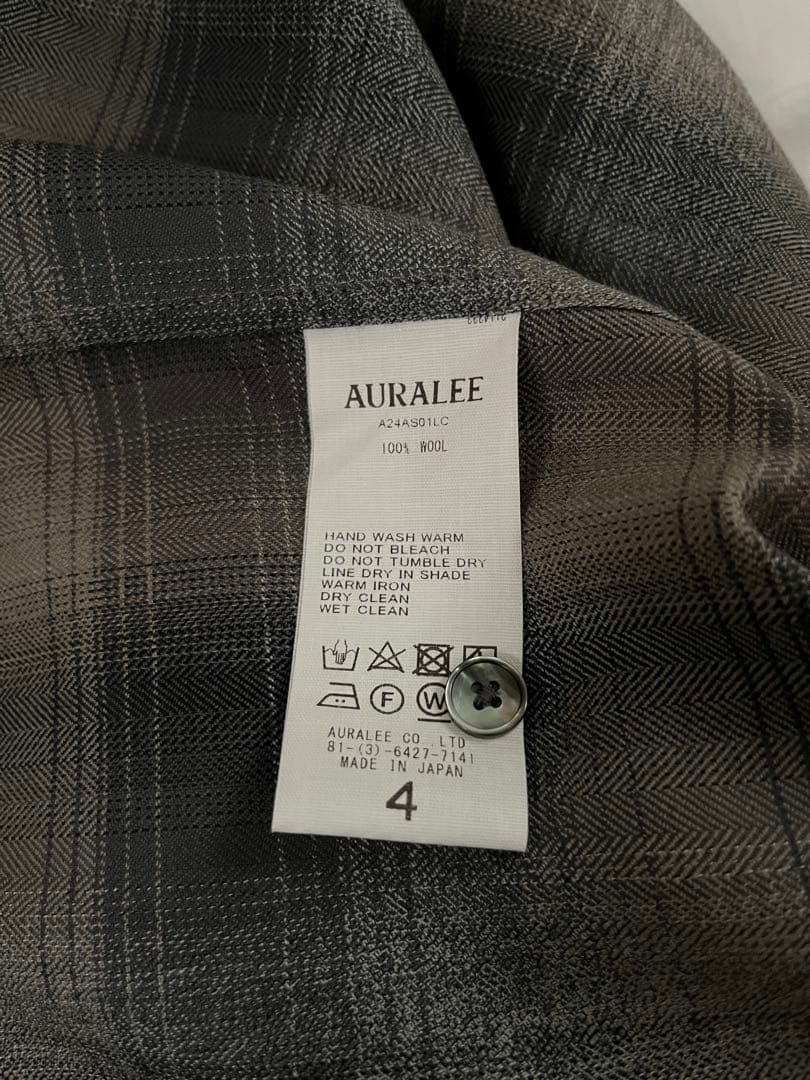 AURALEE
A24AS01LC
100% WOOL
HAND WASH WARM
DO NOT BLEACH
DO NOT TUMBLE DRY
LINE DRY IN SHADE
WARM IRON
DRY CLEAN
WET CLEAN
F W
AURALEE CO., LTD
81-(3)-6427-7141
MADE IN JAPAN
4